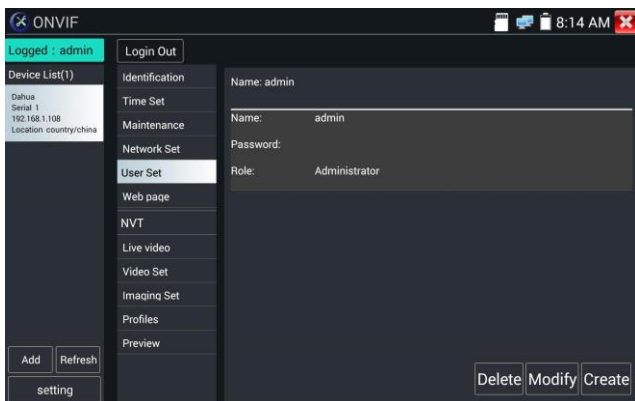 ONVIF
8:14 AM
Logged : admin
Login Out
Device List(1)
Dahua
Serial 1
192.168.1.108
Location country/china
Identification
Time Set
Maintenance
Network Set
User Set
Web page
NVT
Live video
Video Set
Imaging Set
Profiles
Preview
Name: admin
Name: admin
Password:
Role: Administrator
Add Refresh
setting
Delete Modify Create